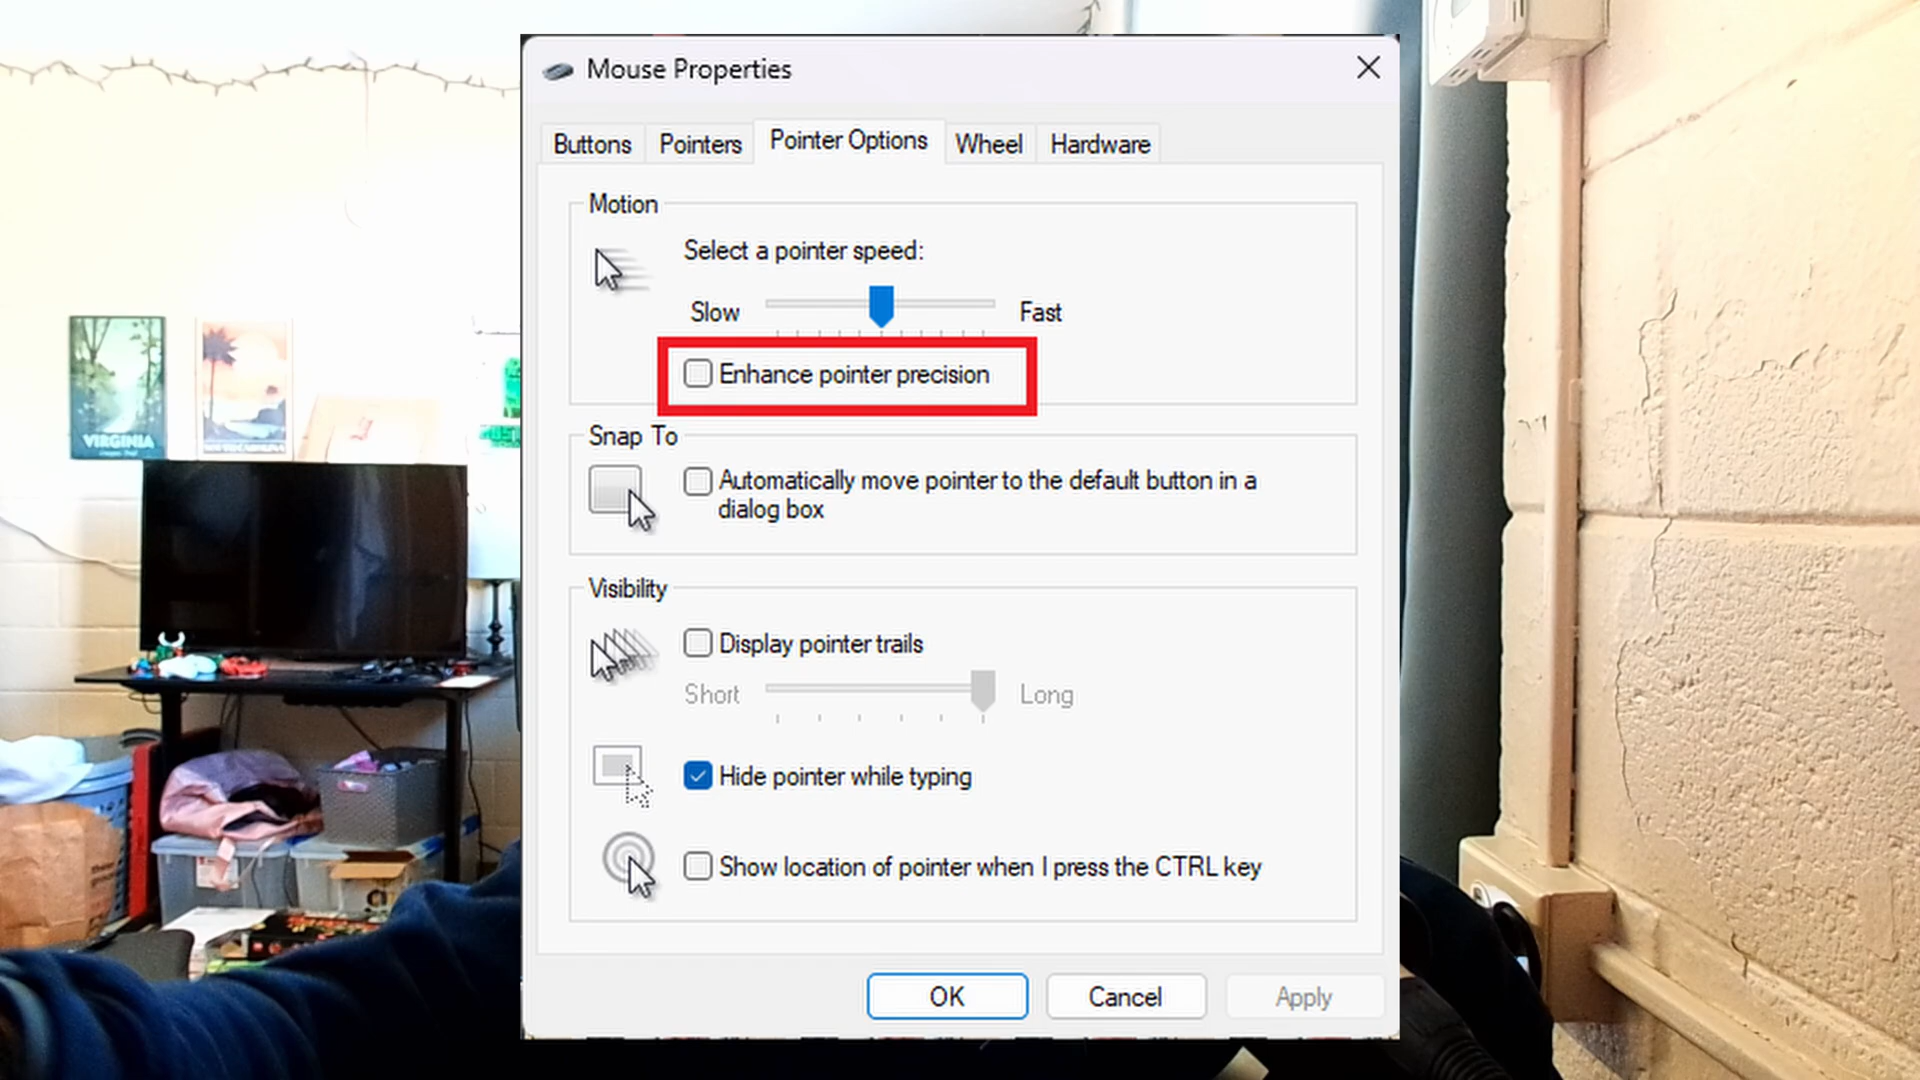 Mouse Properties
Buttons
Pointers
Pointer Options
Wheel
Hardware
Motion
Select a pointer speed:
Slow
Fast
Enhance pointer precision
Snap To
Automatically move pointer to the default button in a
dialog box
Visibility
Display pointer trails
Short
Long
Hide pointer while typing
Show location of pointer when I press the CTRL key
OK
Cancel
Apply
VIRGINIA